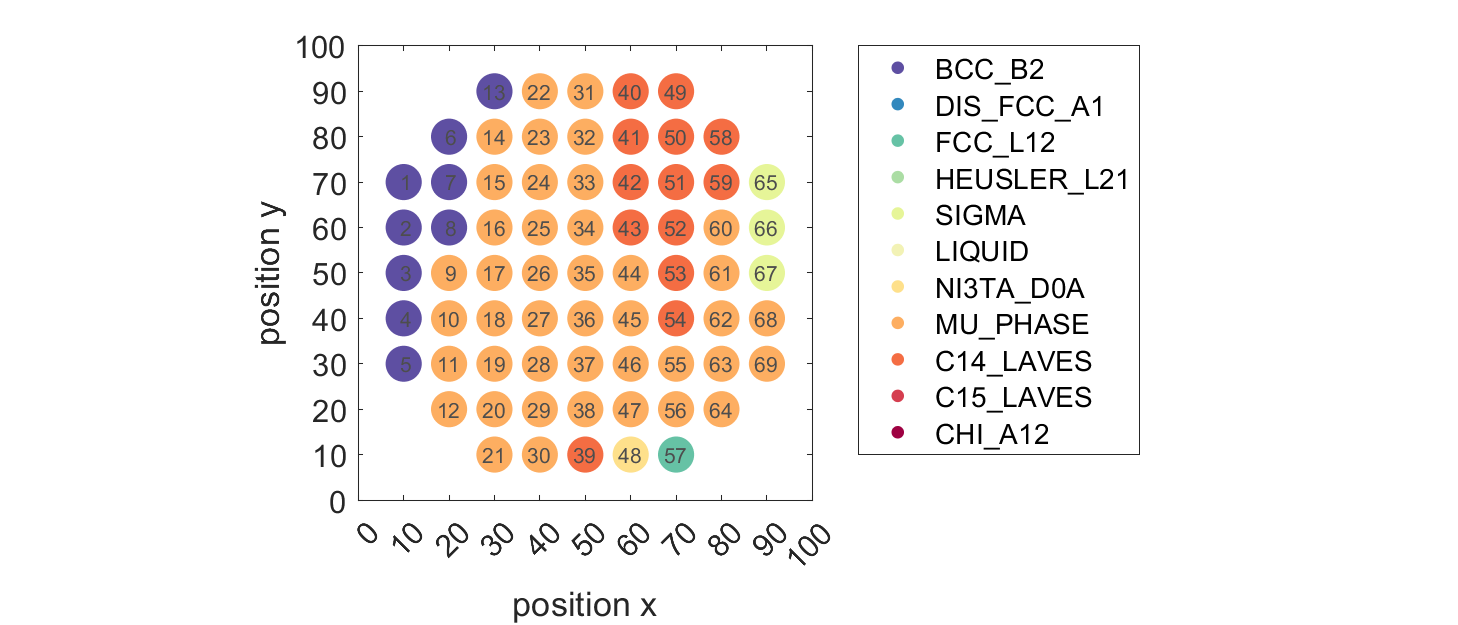 100
90
80
70
60
50
40
30
20
10
0
13 22 31 40 49
6 14 23 32 41 50 58
1 7 15 24 33 42 51 59 65
2 8 16 25 34 43 52 60 66
3 9 17 26 35 44 53 61 67
4 10 18 27 36 45 54 62 68
5 11 19 28 37 46 55 63 69
12 20 29 38 47 56 64
21 30 39 48 57
0 10 20 30 40 50 60 70 80 90 100
position x
position y
BCC_B2
DIS_FCC_A1
FCC_L12
HEUSLER_L21
SIGMA
LIQUID
NI3TA_D0A
MU_PHASE
C14_LAVES
C15_LAVES
CHI_A12